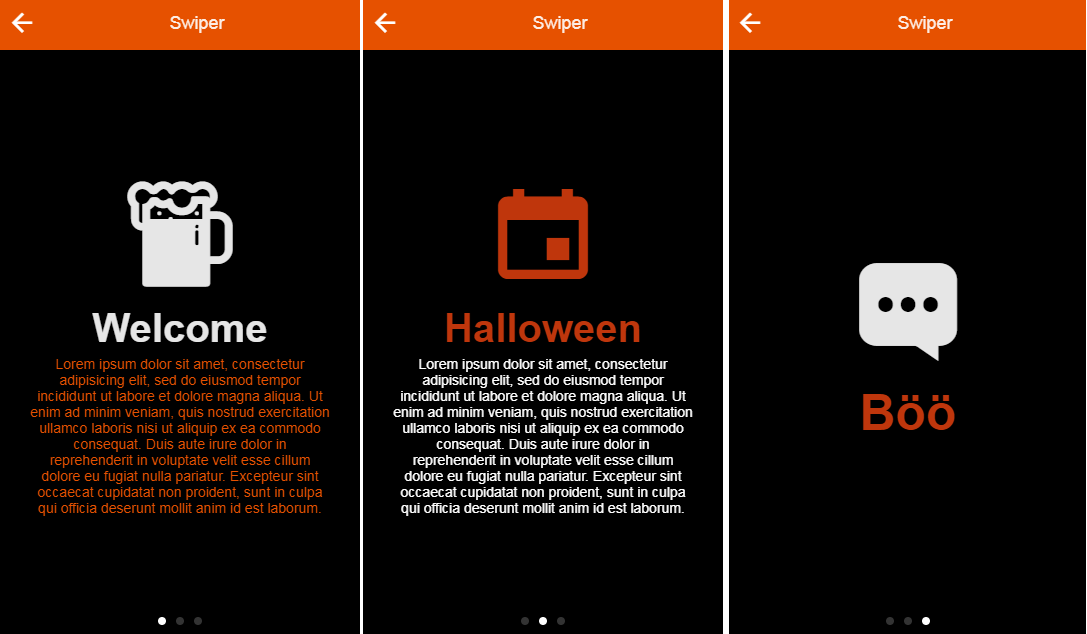 Swiper
Welcome
Lorem ipsum dolor sit amet, consectetur
adipisicing elit, sed do eiusmod tempor
incididunt ut labore et dolore magna aliqua. Ut
enim ad minim veniam, quis nostrud exercitation
ullamco laboris nisi ut aliquip ex ea commodo
consequat. Duis aute irure dolor in
reprehenderit in voluptate velit esse cillum
dolore eu fugiat nulla pariatur. Excepteur sint
occaecat cupidatat non proident, sunt in culpa
qui officia deserunt mollit anim id est laborum.
Swiper
Halloween
Lorem ipsum dolor sit amet, consectetur
adipisicing elit, sed do eiusmod tempor
incididunt ut labore et dolore magna aliqua. Ut
enim ad minim veniam, quis nostrud exercitation
ullamco laboris nisi ut aliquip ex ea commodo
consequat. Duis aute irure dolor in
reprehenderit in voluptate velit esse cillum
dolore eu fugiat nulla pariatur. Excepteur sint
occaecat cupidatat non proident, sunt in culpa
qui officia deserunt mollit anim id est laborum.
Swiper
Böö